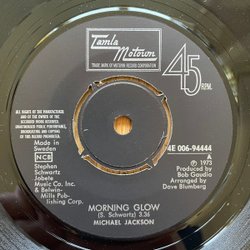 Tamla
Motown
TRADE MARK OF MOTOWN RECORD CORPORATION
45 RPM.
ALL RIGHTS OF THE MANUFACTURER
AND OF THE OWNER OF THE
RECORDED WORK RESERVED.
UNAUTHORISED PUBLIC PERFORMANCE,
BROADCASTING AND COPYING
OF THIS RECORD PROHIBITED
Made in
Sweden
NCB
Stephen
Schwartz
Jobete
Music Co. Inc.
& Belwin-
Mills Pub-
lishing Corp.
4E 006-94444
A
℗ 1973
Produced by
Bob Gaudio
Arranged by
Dave Blumberg
MORNING GLOW
(S. Schwartz) 3.36
MICHAEL JACKSON